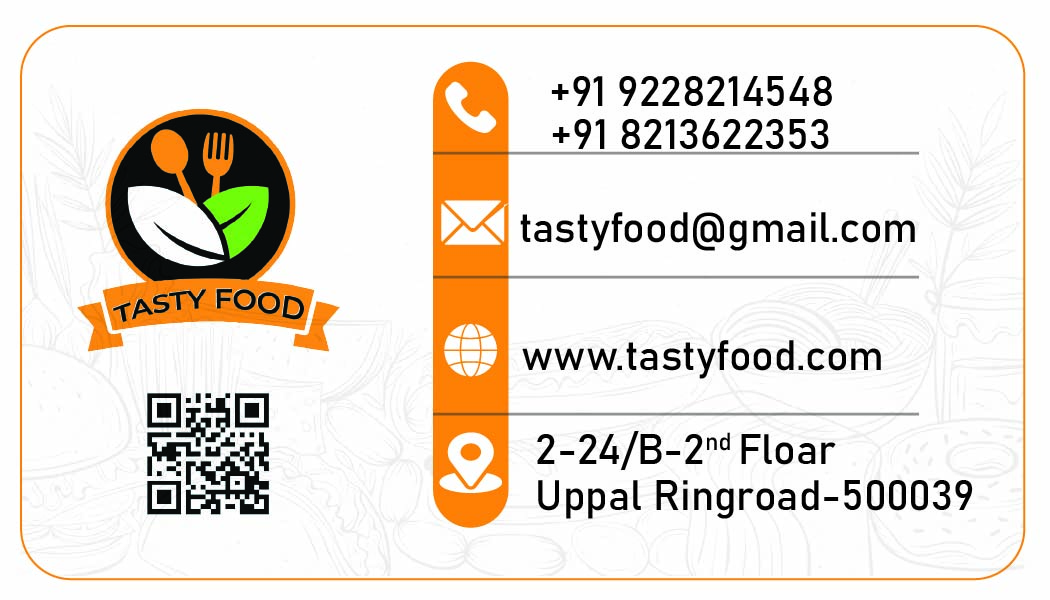 TASTY FOOD
+91 9228214548
+91 8213622353
tastyfood@gmail.com
www.tastyfood.com
2-24/B-2nd Floar
Uppal Ringroad-500039